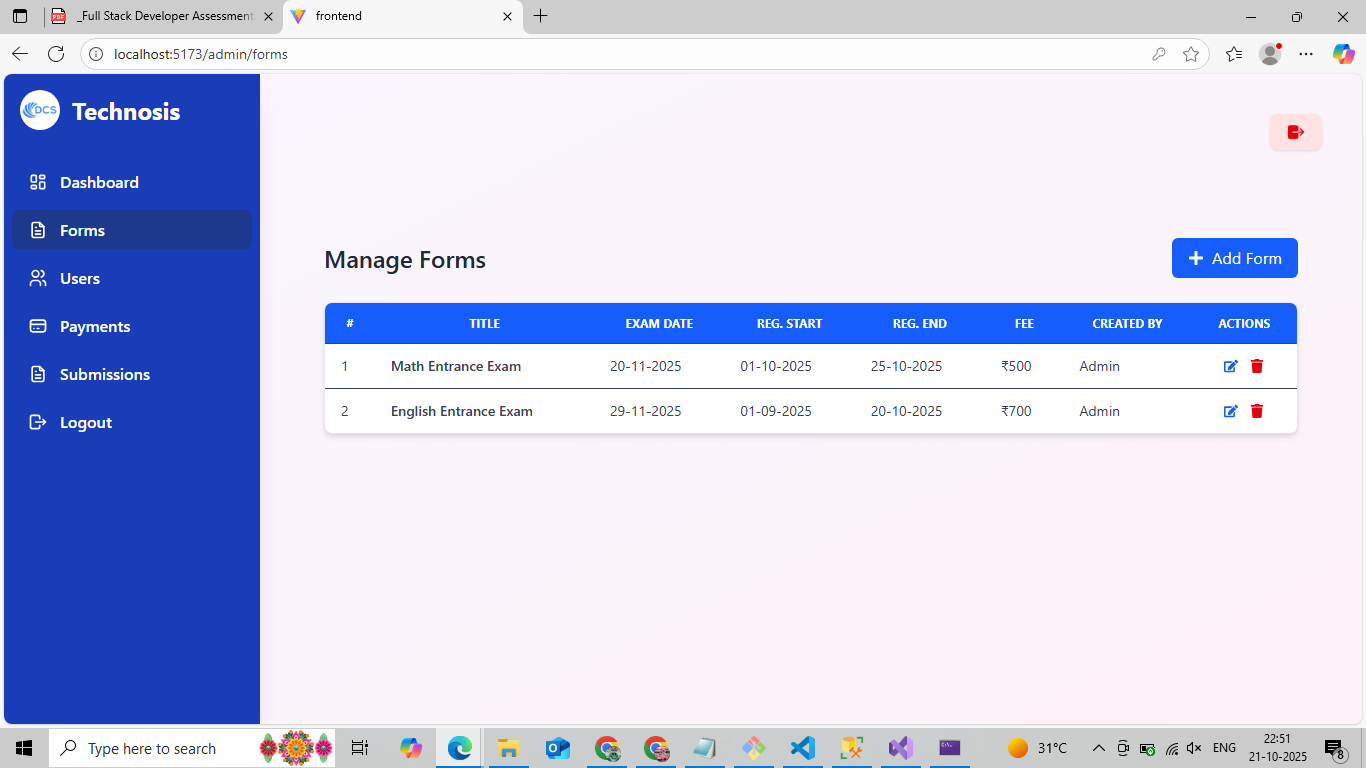 _Full Stack Developer Assessment
frontend
localhost:5173/admin/forms
DCS
Technosis
Dashboard
Forms
Users
Payments
Submissions
Logout
Manage Forms
Add Form
# TITLE EXAM DATE REG. START REG. END FEE CREATED BY ACTIONS
1 Math Entrance Exam 20-11-2025 01-10-2025 25-10-2025 ₹500 Admin
2 English Entrance Exam 29-11-2025 01-09-2025 20-10-2025 ₹700 Admin
Type here to search
31°C
ENG
22:51
21-10-2025
8